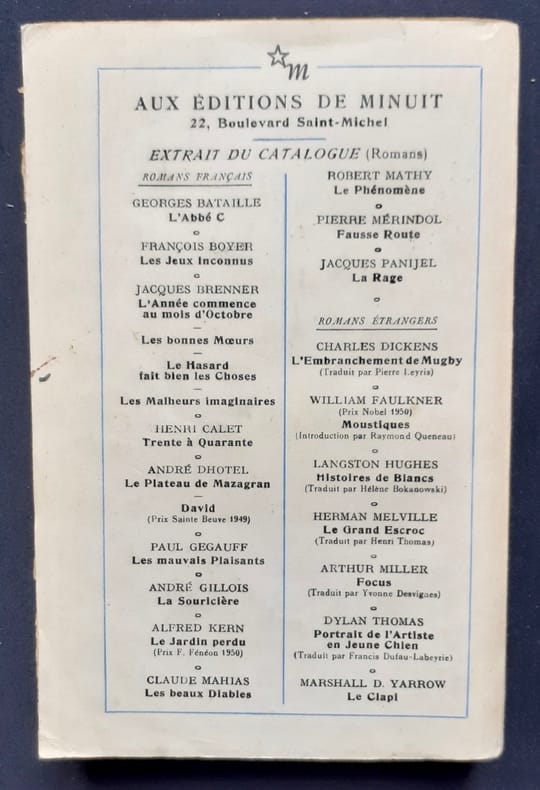 m
AUX ÉDITIONS DE MINUIT
22, Boulevard Saint-Michel
EXTRAIT DU CATALOGUE (Romans)
ROMANS FRANÇAIS
GEORGES BATAILLE
L'Abbé C
FRANÇOIS BOYER
Les Jeux Inconnus
JACQUES BRENNER
L'Année commence
au mois d'Octobre
Les bonnes Mœurs
Le Hasard
fait bien les Choses
Les Malheurs imaginaires
HENRI CALET
Trente à Quarante
ANDRÉ DHOTEL
Le Plateau de Mazagran
David
(Prix Sainte Beuve 1949)
PAUL GEGAUFF
Les mauvais Plaisants
ANDRÉ GILLOIS
La Souricière
ALFRED KERN
Le Jardin perdu
(Prix F. Fénéon 1950)
CLAUDE MAHIAS
Les beaux Diables
ROBERT MATHY
Le Phénomène
PIERRE MÉRINDOL
Fausse Route
JACQUES PANIJEL
La Rage
ROMANS ÉTRANGERS
CHARLES DICKENS
L'Embranchement de Mugby
(Traduit par Pierre Leyris)
WILLIAM FAULKNER
(Prix Nobel 1950)
Moustiques
(Introduction par Raymond Queneau)
LANGSTON HUGHES
Histoires de Blancs
(Traduit par Hélène Bokanowski)
HERMAN MELVILLE
Le Grand Escroc
(Traduit par Henri Thomas)
ARTHUR MILLER
Focus
(Traduit par Yvonne Desvignes)
DYLAN THOMAS
Portrait de l'Artiste
en Jeune Chien
(Traduit par Francis Dufau-Labeyrie)
MARSHALL D. YARROW
Le Clapi